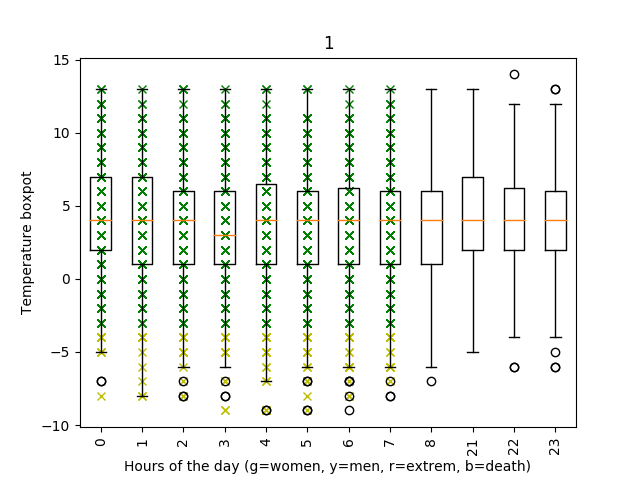 1
15
10
5
0
−5
−10
Temperature boxpot
0 1 2 3 4 5 6 7 8 21 22 23
Hours of the day (g=women, y=men, r=extrem, b=death)